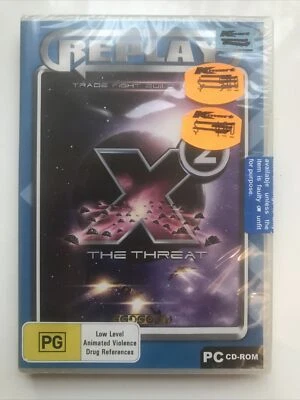 REPLAY
TRADE FIGHT BUI
X2
THE THREAT
available unless the
item is faulty or unfit
for purpose.
PG
Low Level
Animated Violence
Drug References
PC CD-ROM